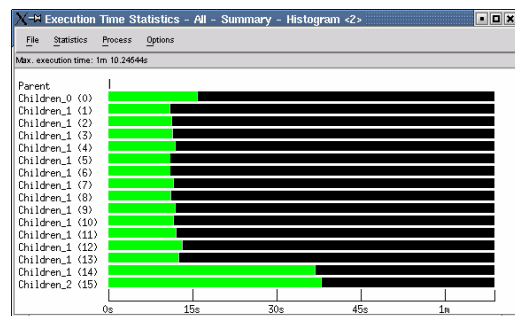 Execution Time Statistics - All - Summary - Histogram <2>
File Statistics Process Options
Max. execution time: 1m 10.24544s
Parent
Children_0 (0)
Children_1 (1)
Children_1 (2)
Children_1 (3)
Children_1 (4)
Children_1 (5)
Children_1 (6)
Children_1 (7)
Children_1 (8)
Children_1 (9)
Children_1 (10)
Children_1 (11)
Children_1 (12)
Children_1 (13)
Children_1 (14)
Children_2 (15)
0s 15s 30s 45s 1m